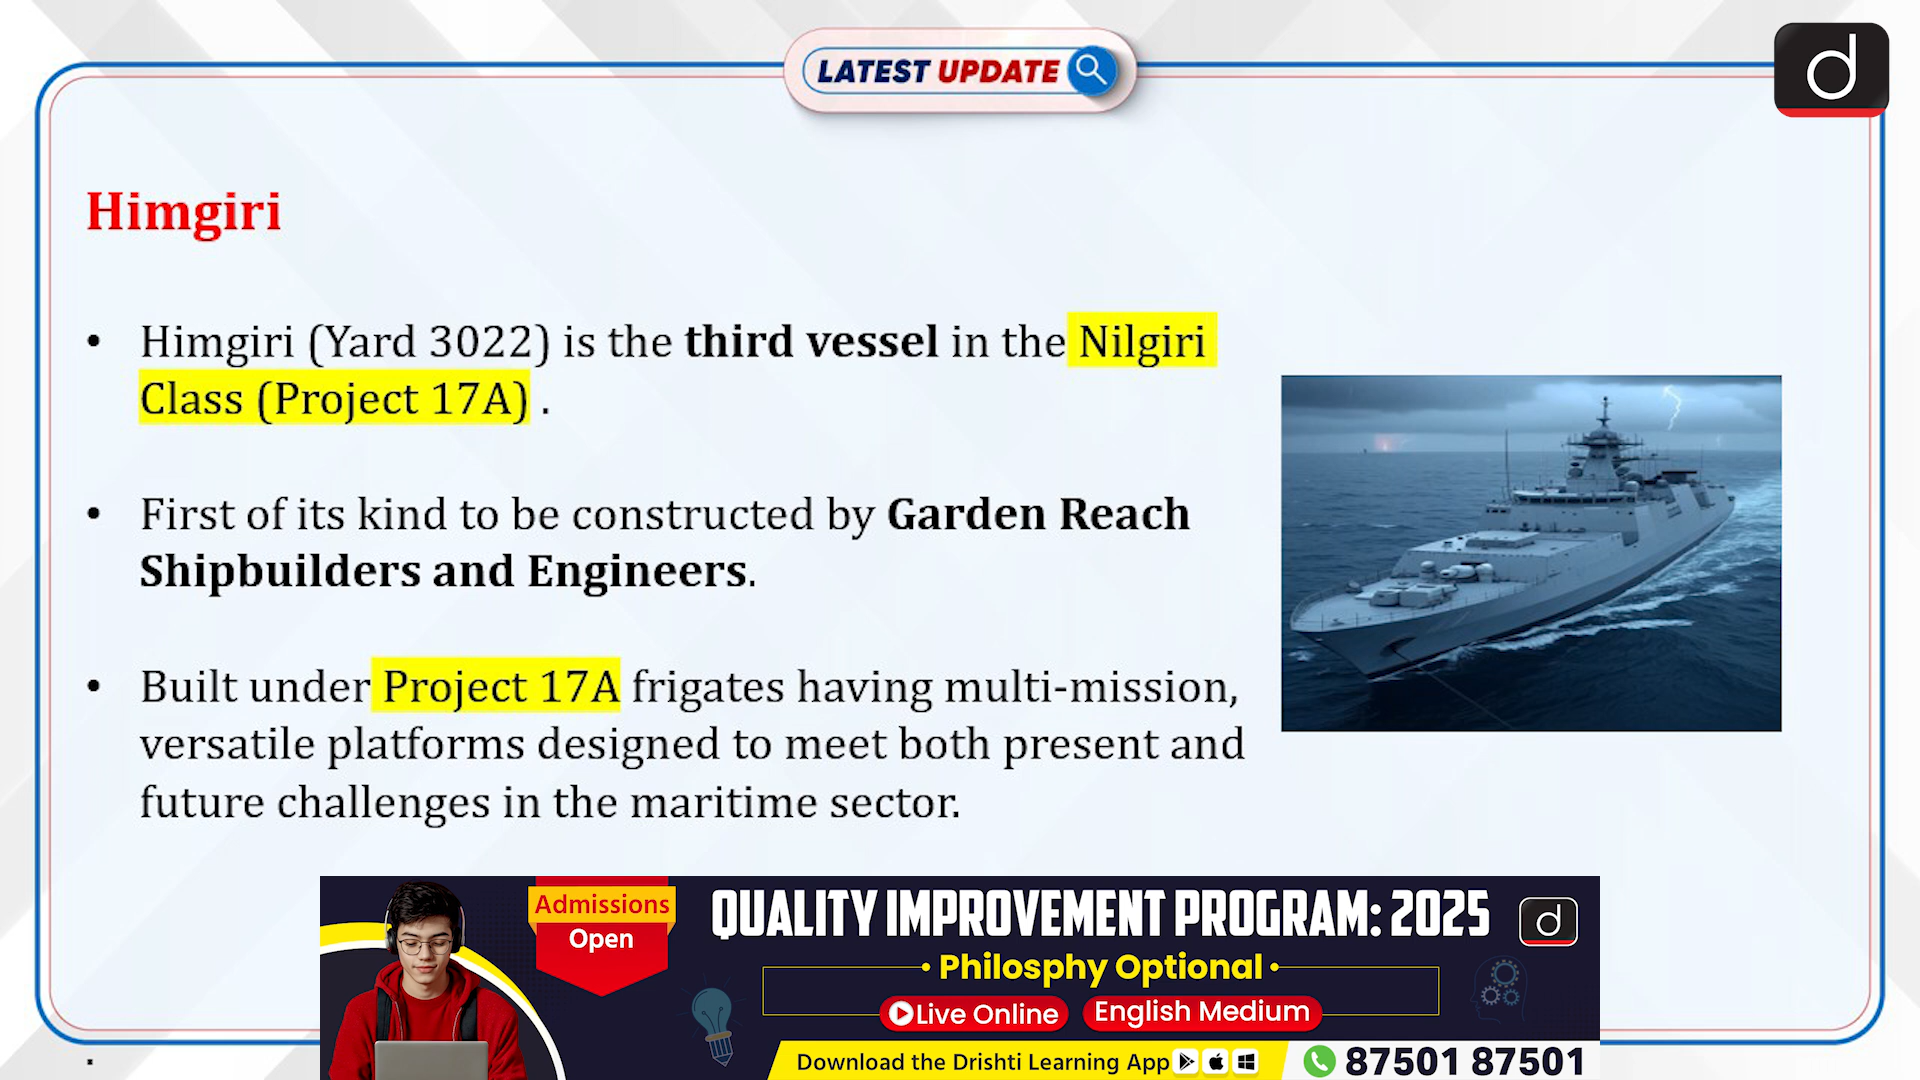 LATEST UPDATE
d
Himgiri
• Himgiri (Yard 3022) is the third vessel in the Nilgiri
Class (Project 17A) .
• First of its kind to be constructed by Garden Reach
Shipbuilders and Engineers.
• Built under Project 17A frigates having multi-mission,
versatile platforms designed to meet both present and
future challenges in the maritime sector.
.
Admissions
Open
QUALITY IMPROVEMENT PROGRAM: 2025
d
• Philosphy Optional •
Live Online
English Medium
Download the Drishti Learning App
87501 87501